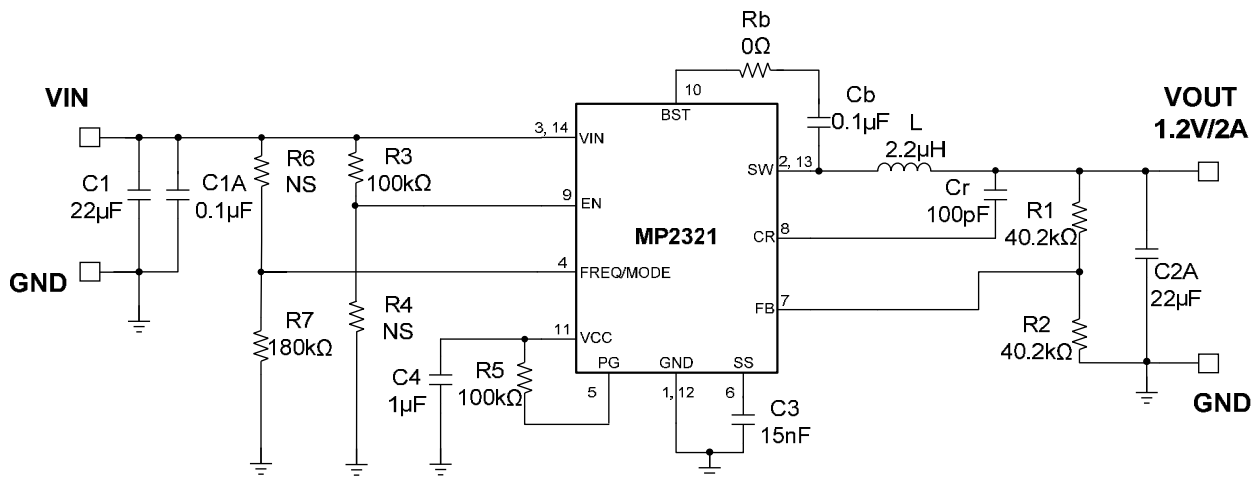 Rb
0Ω
10
BST
Cb
0.1µF
VIN
3, 14
VIN
VOUT
1.2V/2A
L
2.2µH
SW
2, 13
R6
NS
R3
100kΩ
C1
22µF
C1A
0.1µF
9
EN
MP2321
Cr
100pF
CR
8
R1
40.2kΩ
GND
4
FREQ/MODE
C2A
22µF
FB
7
R7
180kΩ
R4
NS
R2
40.2kΩ
11
VCC
PG
GND
SS
C4
1µF
R5
100kΩ
5
1, 12
6
C3
15nF
GND